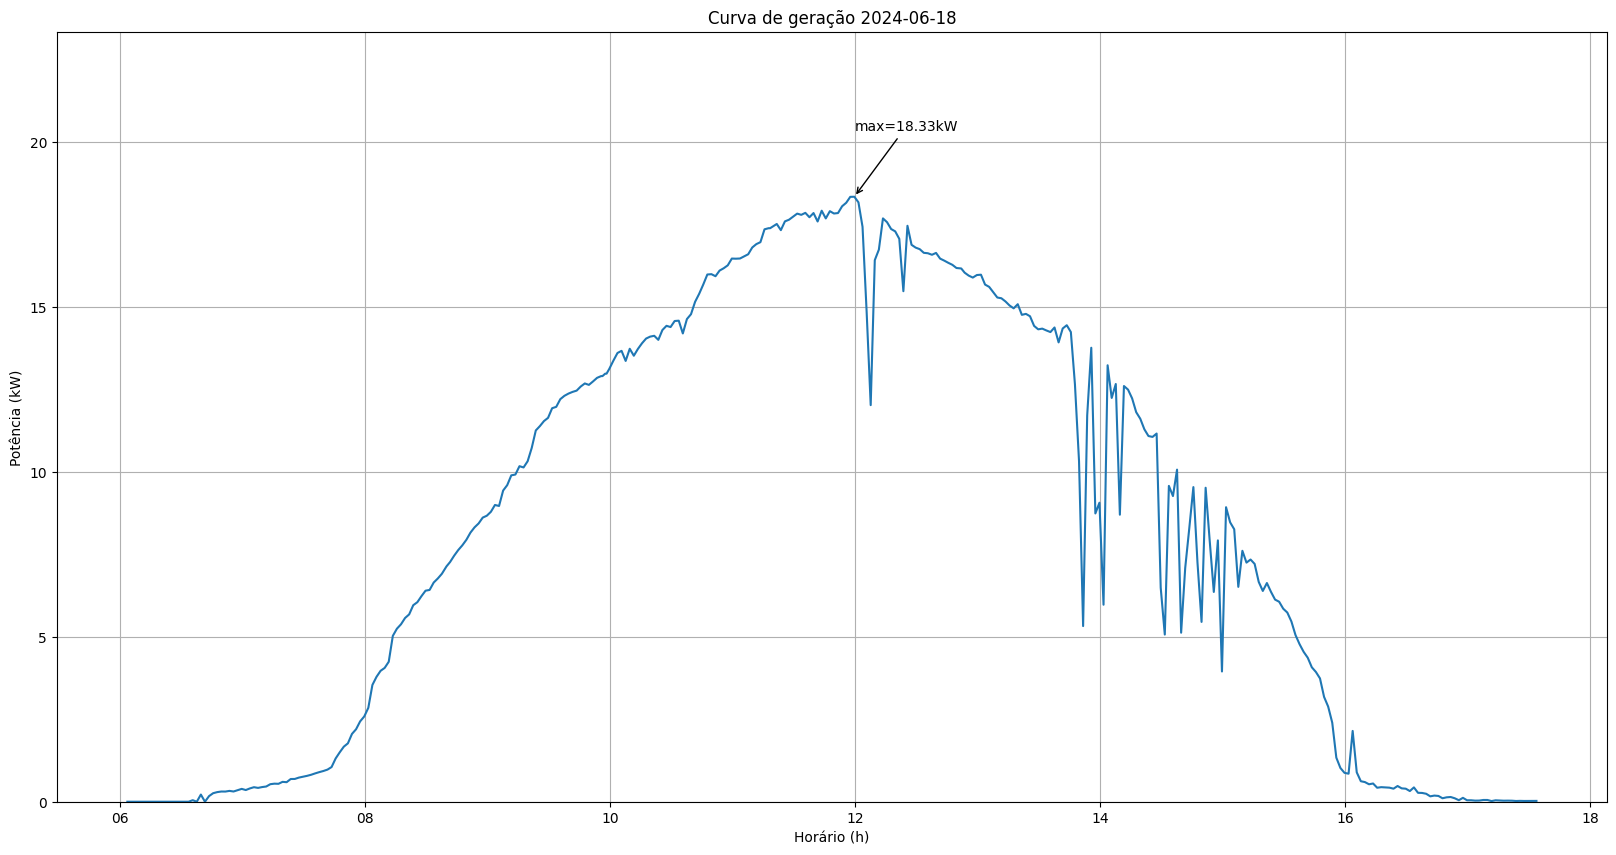 Curva de geração 2024-06-18
max=18.33kW
20
15
10
5
0
Potência (kW)
06 08 10 12 14 16 18
Horário (h)